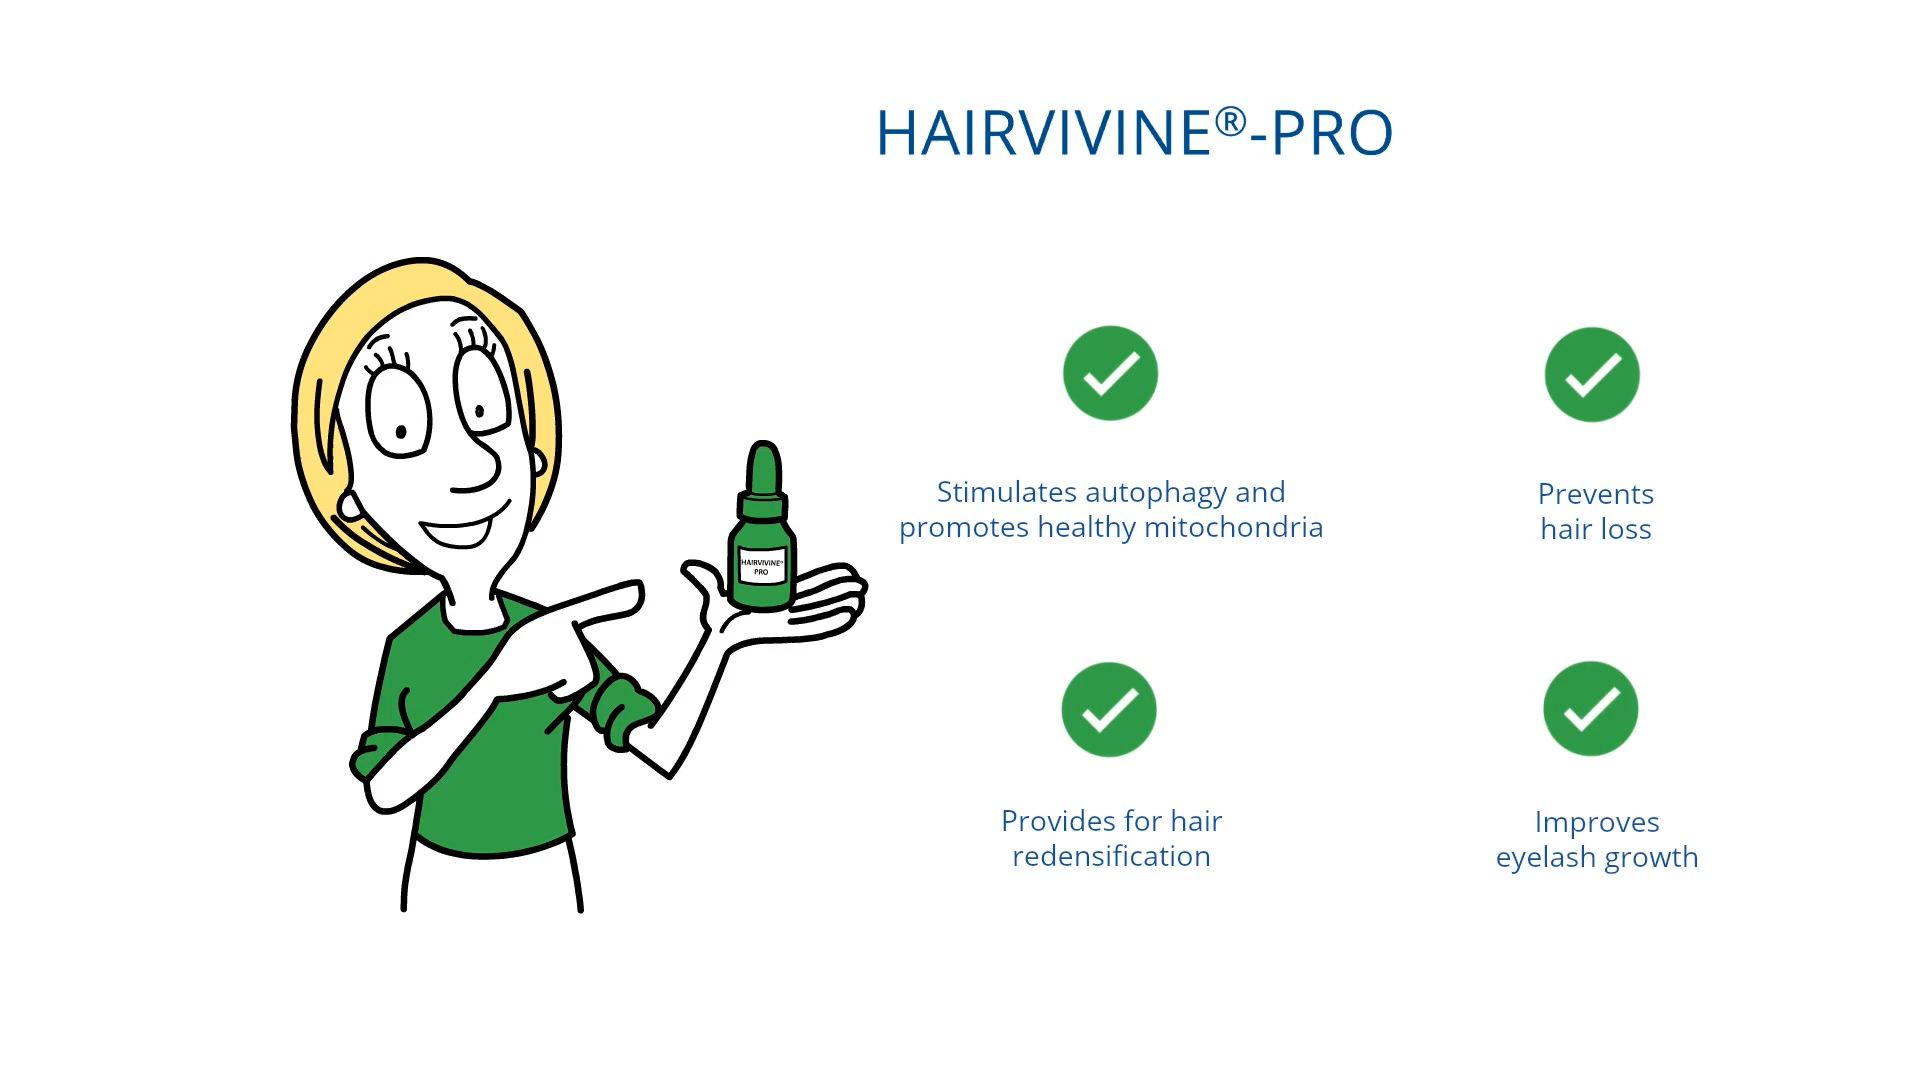 HAIRVIVINE®-PRO
Stimulates autophagy and
promotes healthy mitochondria
Prevents
hair loss
HAIRVIVINE®
PRO
Provides for hair
redensification
Improves
eyelash growth